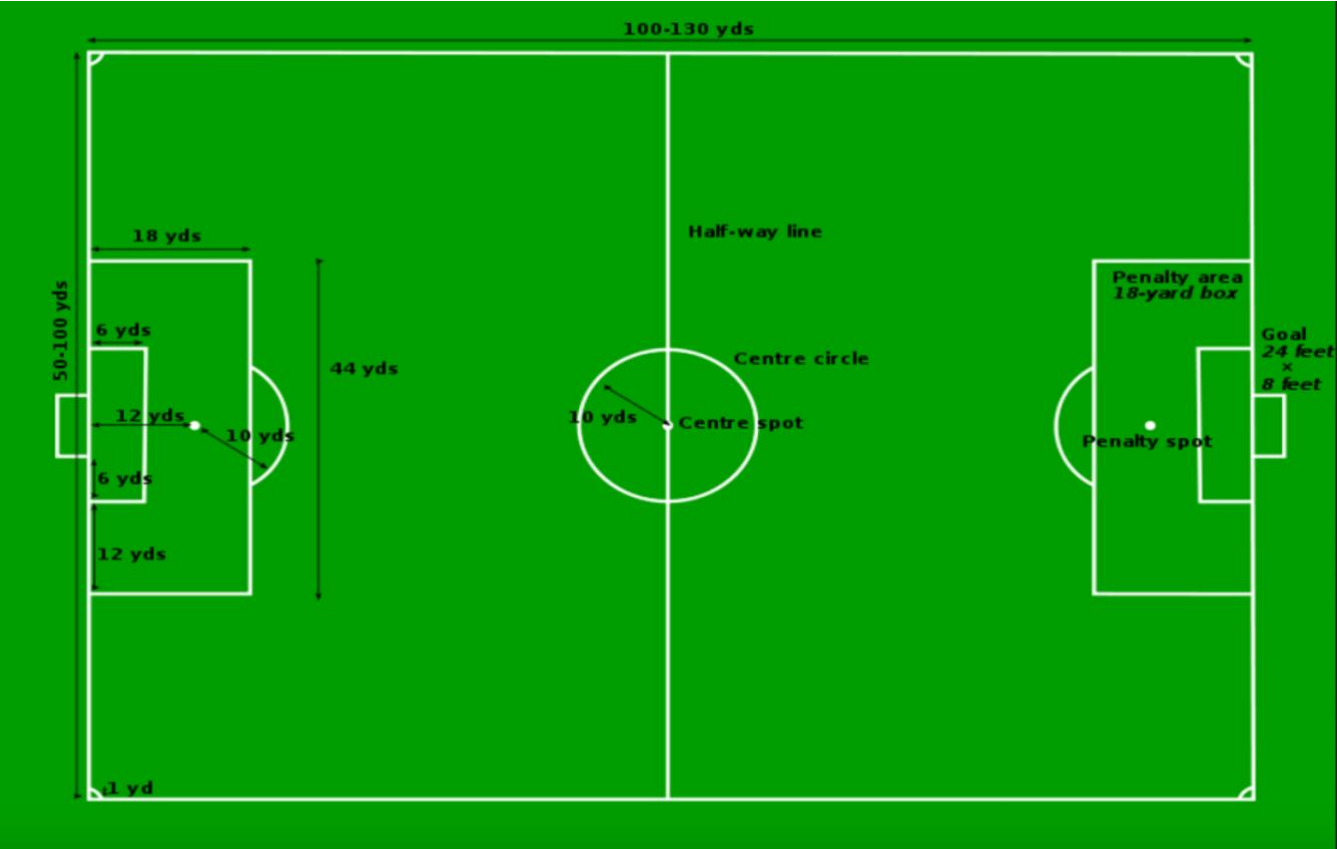 100-130 yds
50-100 yds
18 yds
Half-way line
Penalty area
18-yard box
6 yds
Goal
24 feet
×
8 feet
44 yds
Centre circle
12 yds
10 yds
10 yds
Centre spot
Penalty spot
6 yds
12 yds
1 yd